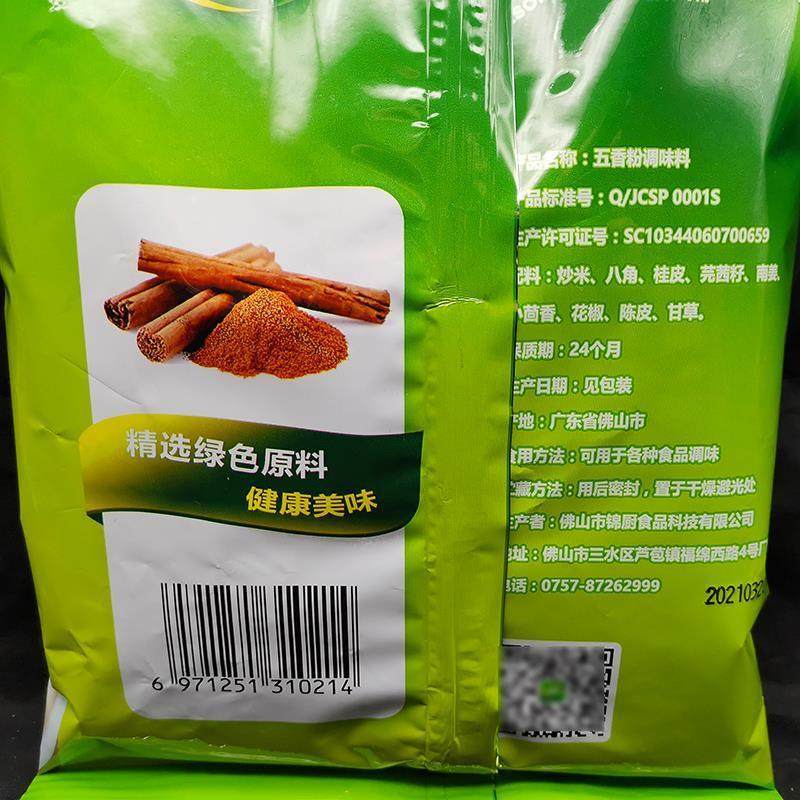 精选绿色原料
健康美味
6 971251 310214
品名称：五香粉调味料
品标准号：Q/JCSP 0001S
生产许可证号：SC10344060700659
配料：炒米、八角、桂皮、芫茜籽、南姜、
小茴香、花椒、陈皮、甘草。
保质期：24个月
生产日期：见包装
产地：广东省佛山市
食用方法：可用于各种食品调味
贮藏方法：用后密封，置于干燥避光处
生产者：佛山市锦厨食品科技有限公司
地址：佛山市三水区芦苞镇福绵西路4号厂
电话：0757-87262999
2021032